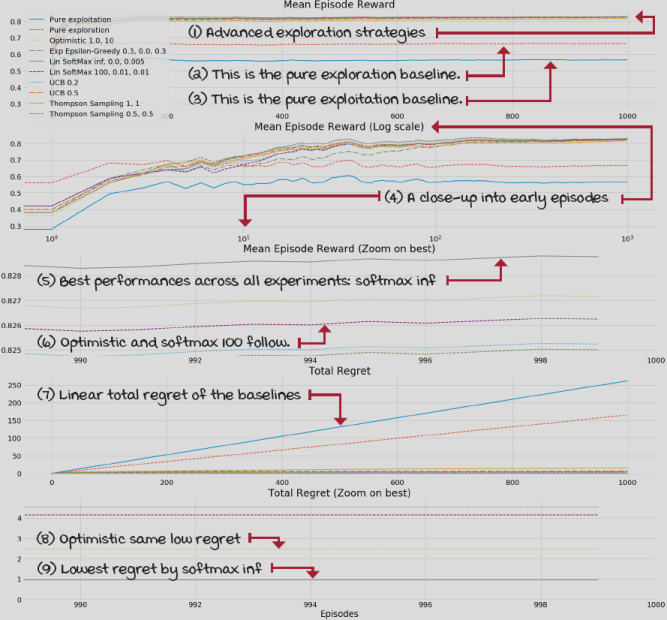 Mean Episode Reward
0.8
0.7
0.6
0.5
0.4
0.3
Pure exploitation
Pure exploration
Optimistic 1.0, 10
Exp Epsilon-Greedy 0.3, 0.0, 0.3
Lin SoftMax inf, 0.0, 0.005
Lin SoftMax 100, 0.01, 0.01
UCB 0.2
UCB 0.5
Thompson Sampling 1, 1
Thompson Sampling 0.5, 0.5
(1) Advanced exploration strategies
(2) This is the pure exploration baseline.
(3) This is the pure exploitation baseline.
200 400 600 800 1000
Mean Episode Reward (Log scale)
0.8
0.7
0.6
0.5
0.4
0.3
(4) A close-up into early episodes
10⁰ 10¹ 10² 10³
Mean Episode Reward (Zoom on best)
0.828
0.827
0.826
0.825
(5) Best performances across all experiments: softmax inf
(6) Optimistic and softmax 100 follow.
990 992 994 996 998 1000
Total Regret
250
200
150
100
50
0
(7) Linear total regret of the baselines
0 200 400 600 800 1000
Total Regret (Zoom on best)
4
3
2
1
0
(8) Optimistic same low regret
(9) Lowest regret by softmax inf
990 992 994 996 998 1000
Episodes